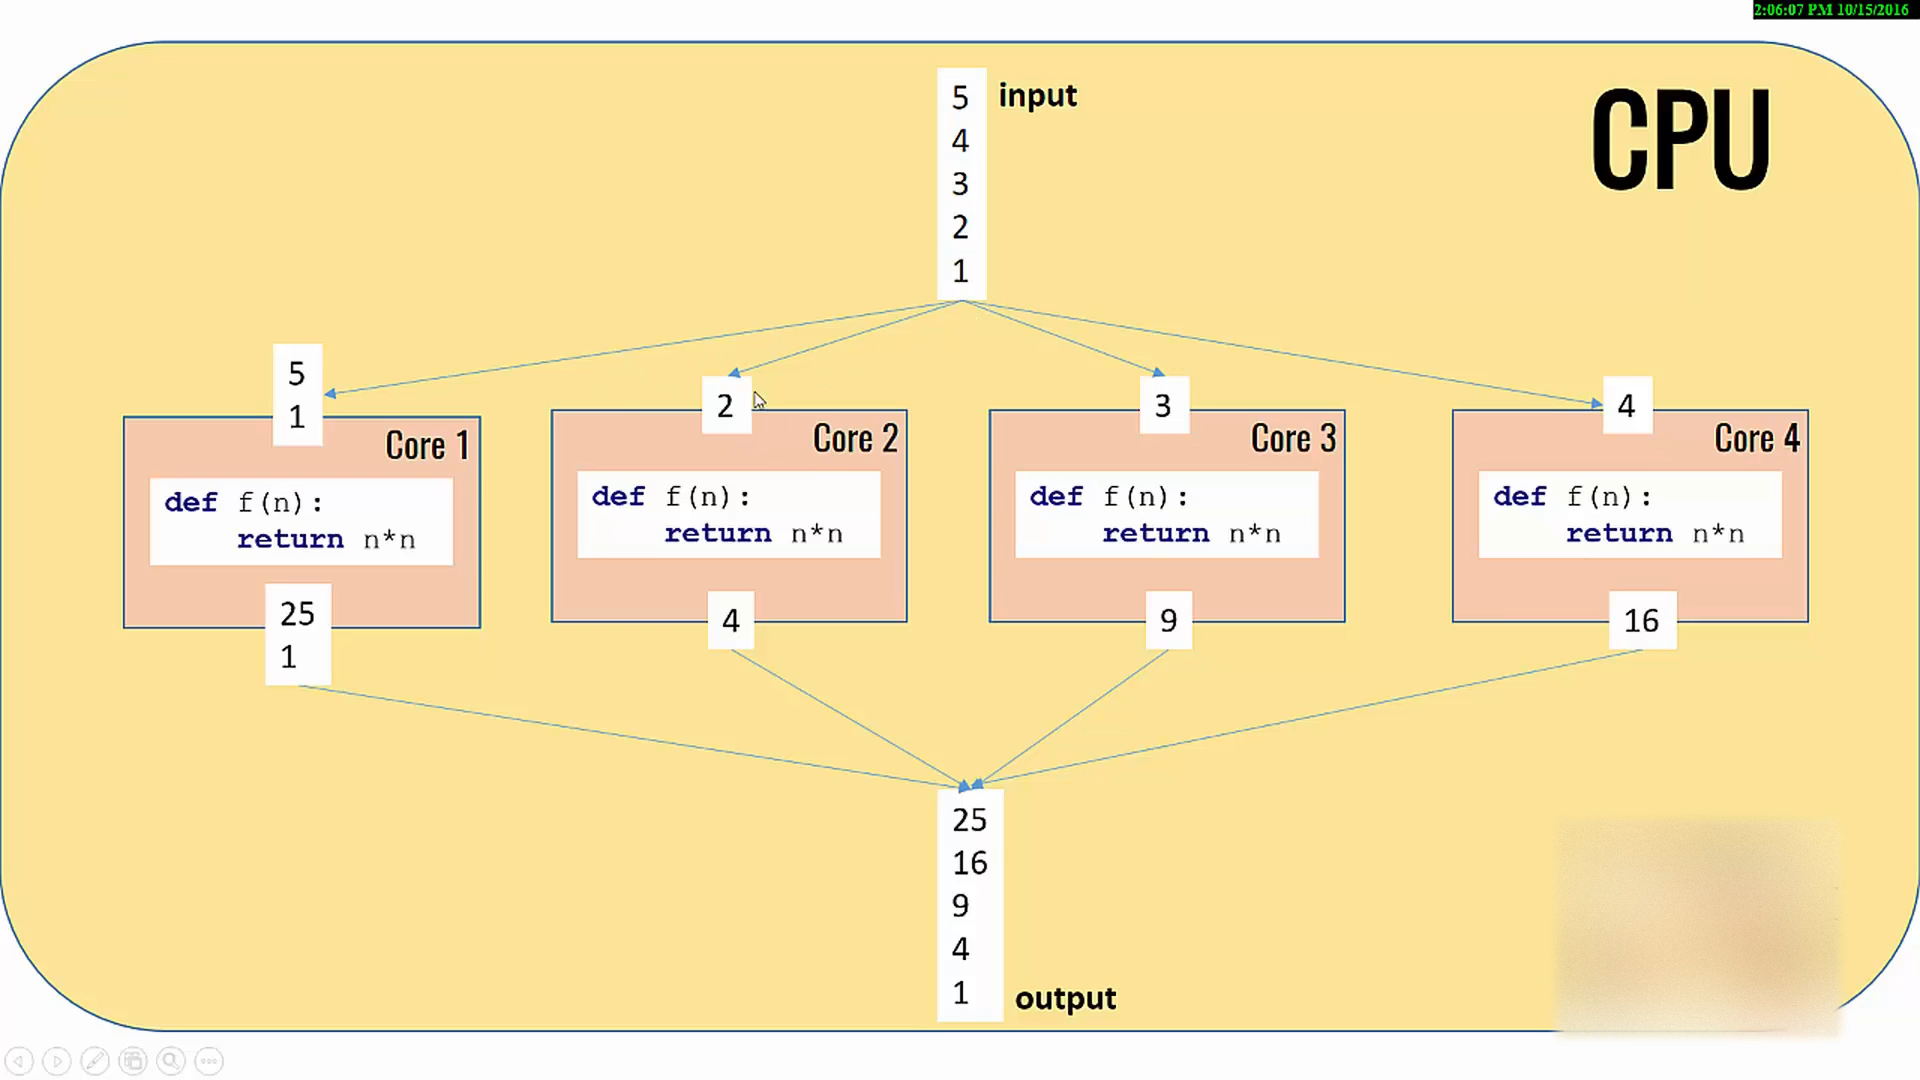 2:06:07 PM 10/15/2016
CPU
5
4
3
2
1
input
5
1
Core 1
def f(n):
    return n*n
25
1
2
Core 2
def f(n):
    return n*n
4
3
Core 3
def f(n):
    return n*n
9
4
Core 4
def f(n):
    return n*n
16
25
16
9
4
1
output